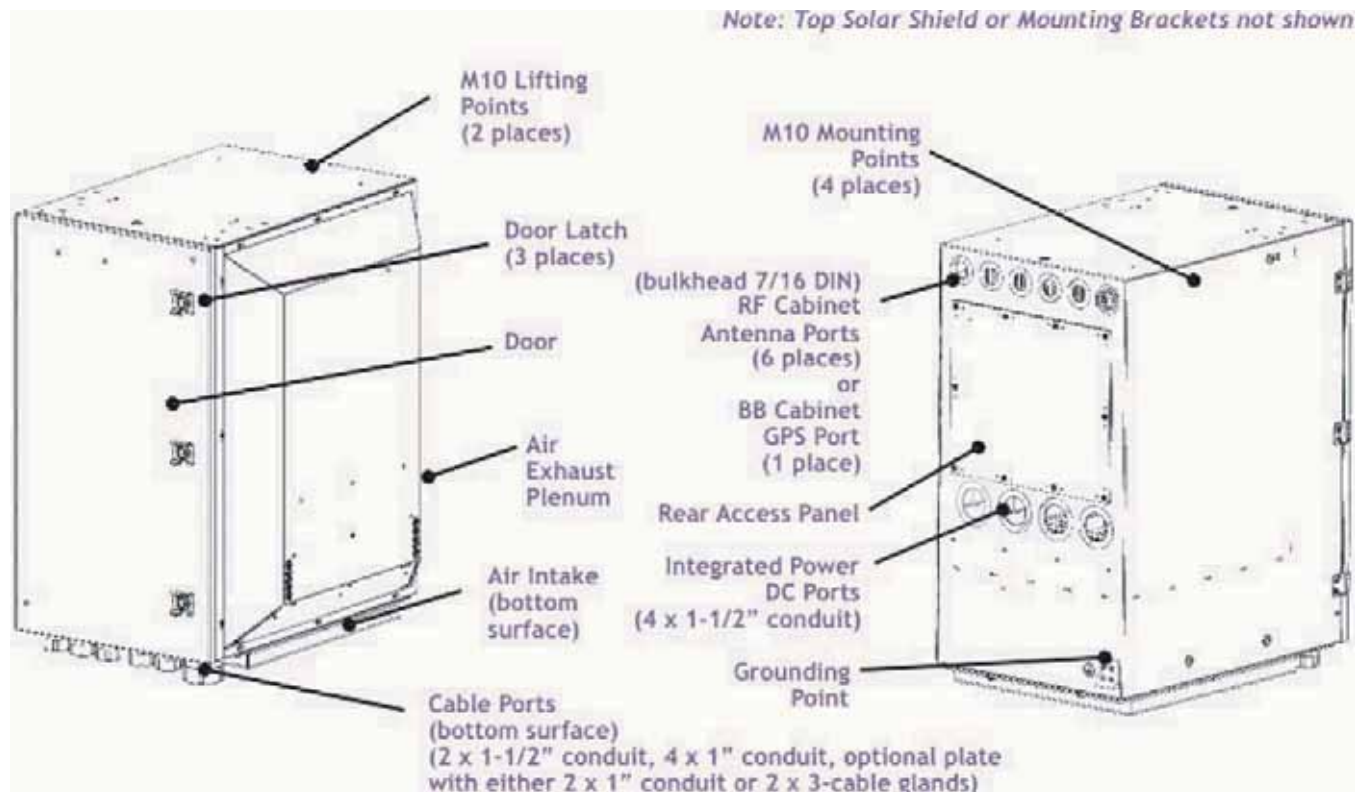 Note: Top Solar Shield or Mounting Brackets not shown
M10 Lifting
Points
(2 places)
Door Latch
(3 places)
Door
Air
Exhaust
Plenum
Air Intake
(bottom
surface)
Cable Ports
(bottom surface)
(2 x 1-1/2” conduit, 4 x 1” conduit, optional plate
with either 2 x 1” conduit or 2 x 3-cable glands)
M10 Mounting
Points
(4 places)
(bulkhead 7/16 DIN)
RF Cabinet
Antenna Ports
(6 places)
or
BB Cabinet
GPS Port
(1 place)
Rear Access Panel
Integrated Power
DC Ports
(4 x 1-1/2” conduit)
Grounding
Point